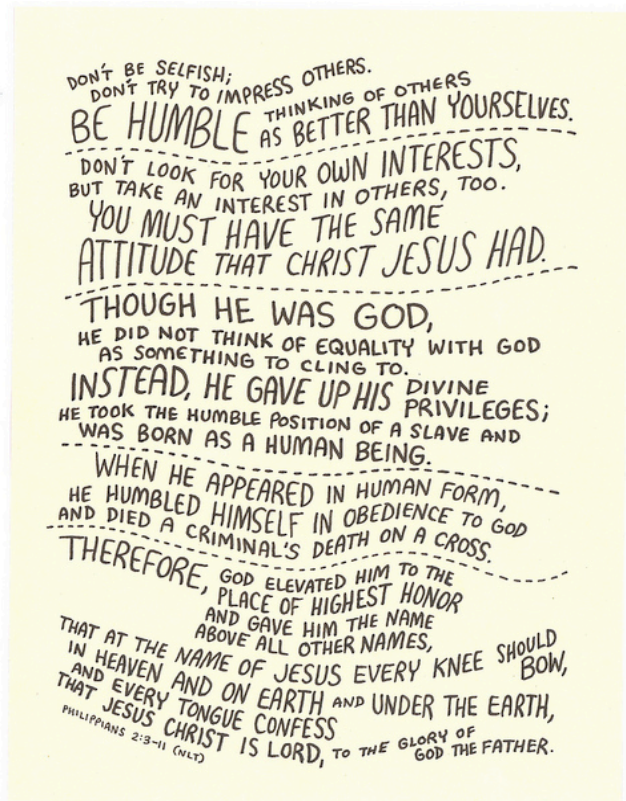 DON'T BE SELFISH;
DON'T TRY TO IMPRESS OTHERS.
BE HUMBLE THINKING OF OTHERS
AS BETTER THAN YOURSELVES.
DON'T LOOK FOR YOUR OWN INTERESTS,
BUT TAKE AN INTEREST IN OTHERS, TOO.
YOU MUST HAVE THE SAME
ATTITUDE THAT CHRIST JESUS HAD.
THOUGH HE WAS GOD,
HE DID NOT THINK OF EQUALITY WITH GOD
AS SOMETHING TO CLING TO.
INSTEAD, HE GAVE UP HIS DIVINE
PRIVILEGES;
HE TOOK THE HUMBLE POSITION OF A SLAVE AND
WAS BORN AS A HUMAN BEING.
WHEN HE APPEARED IN HUMAN FORM,
HE HUMBLED HIMSELF IN OBEDIENCE TO GOD
AND DIED A CRIMINAL'S DEATH ON A CROSS.
THEREFORE, GOD ELEVATED HIM TO THE
PLACE OF HIGHEST HONOR
AND GAVE HIM THE NAME
ABOVE ALL OTHER NAMES,
THAT AT THE NAME OF JESUS EVERY KNEE SHOULD
BOW,
IN HEAVEN AND ON EARTH AND UNDER THE EARTH,
AND EVERY TONGUE CONFESS
THAT JESUS CHRIST IS LORD, TO THE GLORY OF
GOD THE FATHER.
PHILIPPIANS 2:3-11 (NLT)